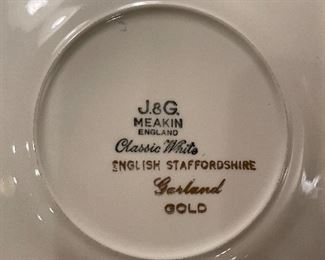 J.&G.
MEAKIN
ENGLAND
Classic White
ENGLISH STAFFORDSHIRE
Garland
GOLD